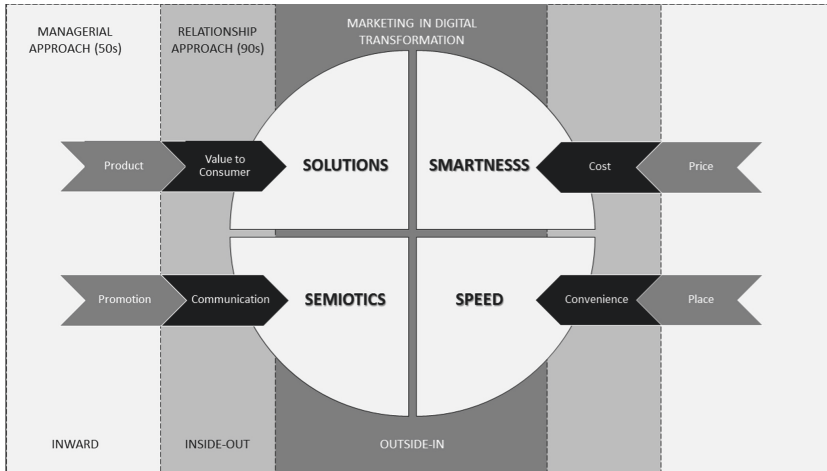 MANAGERIAL
APPROACH (50s)
RELATIONSHIP
APPROACH (90s)
MARKETING IN DIGITAL
TRANSFORMATION
Product
Value to
Consumer
SOLUTIONS
SMARTNESSS
Cost
Price
Promotion
Communication
SEMIOTICS
SPEED
Convenience
Place
INWARD
INSIDE-OUT
OUTSIDE-IN